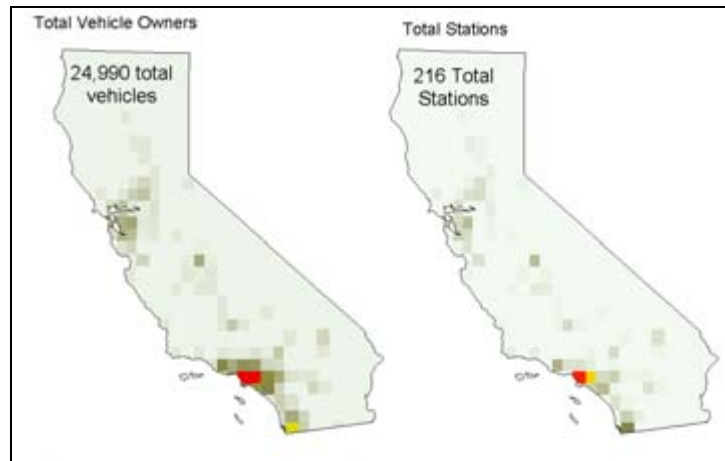 Total Vehicle Owners
24,990 total
vehicles
Total Stations
216 Total
Stations